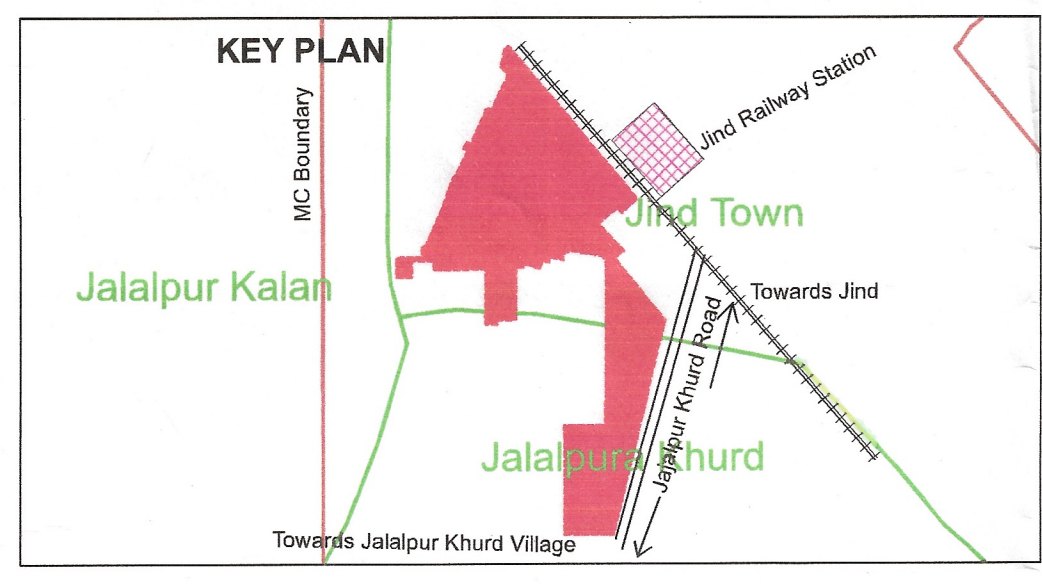 KEY PLAN
MC Boundary
Jind Railway Station
Jind Town
Jalalpur Kalan
Towards Jind
Jajalpur Khurd Road
Jalalpura Khurd
Towards Jalalpur Khurd Village